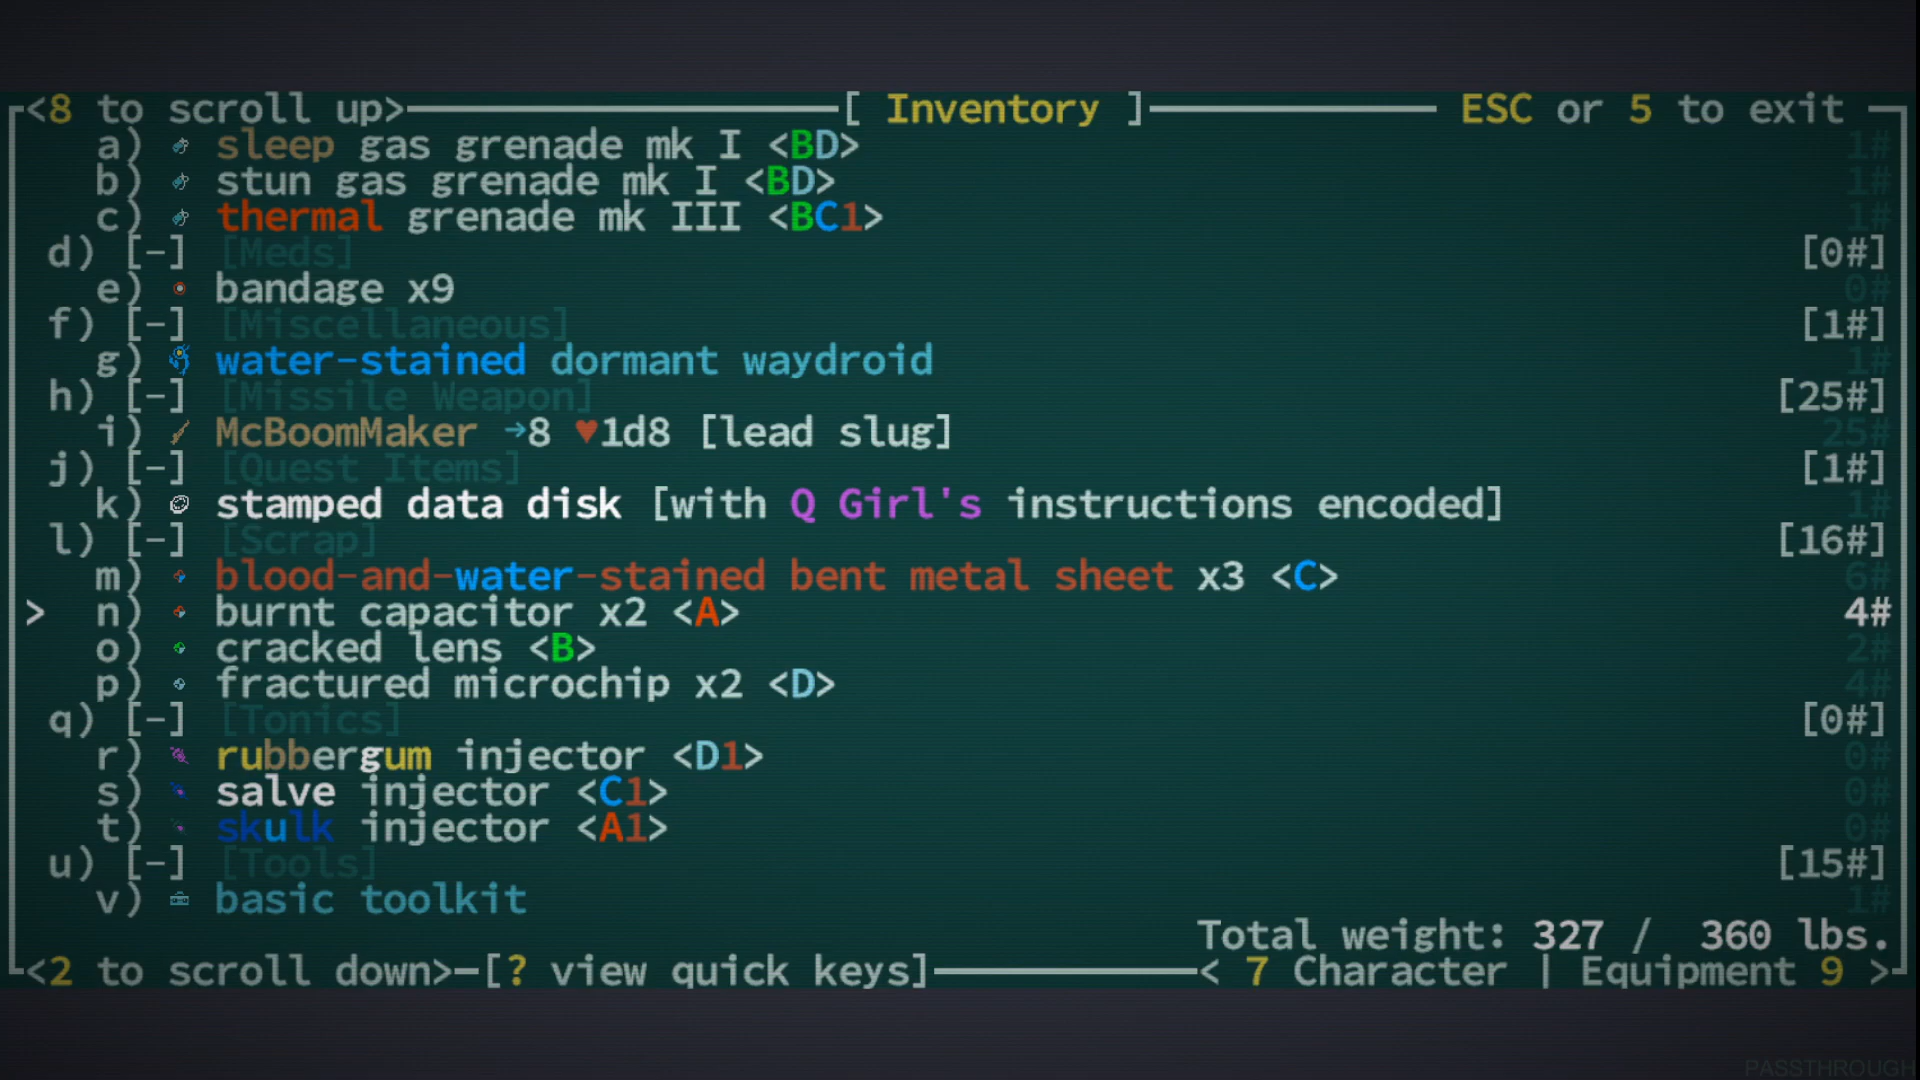 <8 to scroll up> [ Inventory ] ESC or 5 to exit
a) sleep gas grenade mk I <BD> 1#
b) stun gas grenade mk I <BD> 1#
c) thermal grenade mk III <BC1> 1#
d) [-] [Meds] [0#]
e) bandage x9 0#
f) [-] [Miscellaneous] [1#]
g) water-stained dormant waydroid 1#
h) [-] [Missile Weapon] [25#]
i) McBoomMaker →8 ♥1d8 [lead slug] 25#
j) [-] [Quest Items] [1#]
k) stamped data disk [with Q Girl's instructions encoded] 1#
l) [-] [Scrap] [16#]
m) blood-and-water-stained bent metal sheet x3 <C> 6#
> n) burnt capacitor x2 <A> 4#
o) cracked lens <B> 2#
p) fractured microchip x2 <D> 4#
q) [-] [Tonics] [0#]
r) rubbergum injector <D1> 0#
s) salve injector <C1> 0#
t) skulk injector <A1> 0#
u) [-] [Tools] [15#]
v) basic toolkit 1#
Total weight: 327 / 360 lbs.
<2 to scroll down> [? view quick keys] < 7 Character | Equipment 9 >
PASSTHROUGH